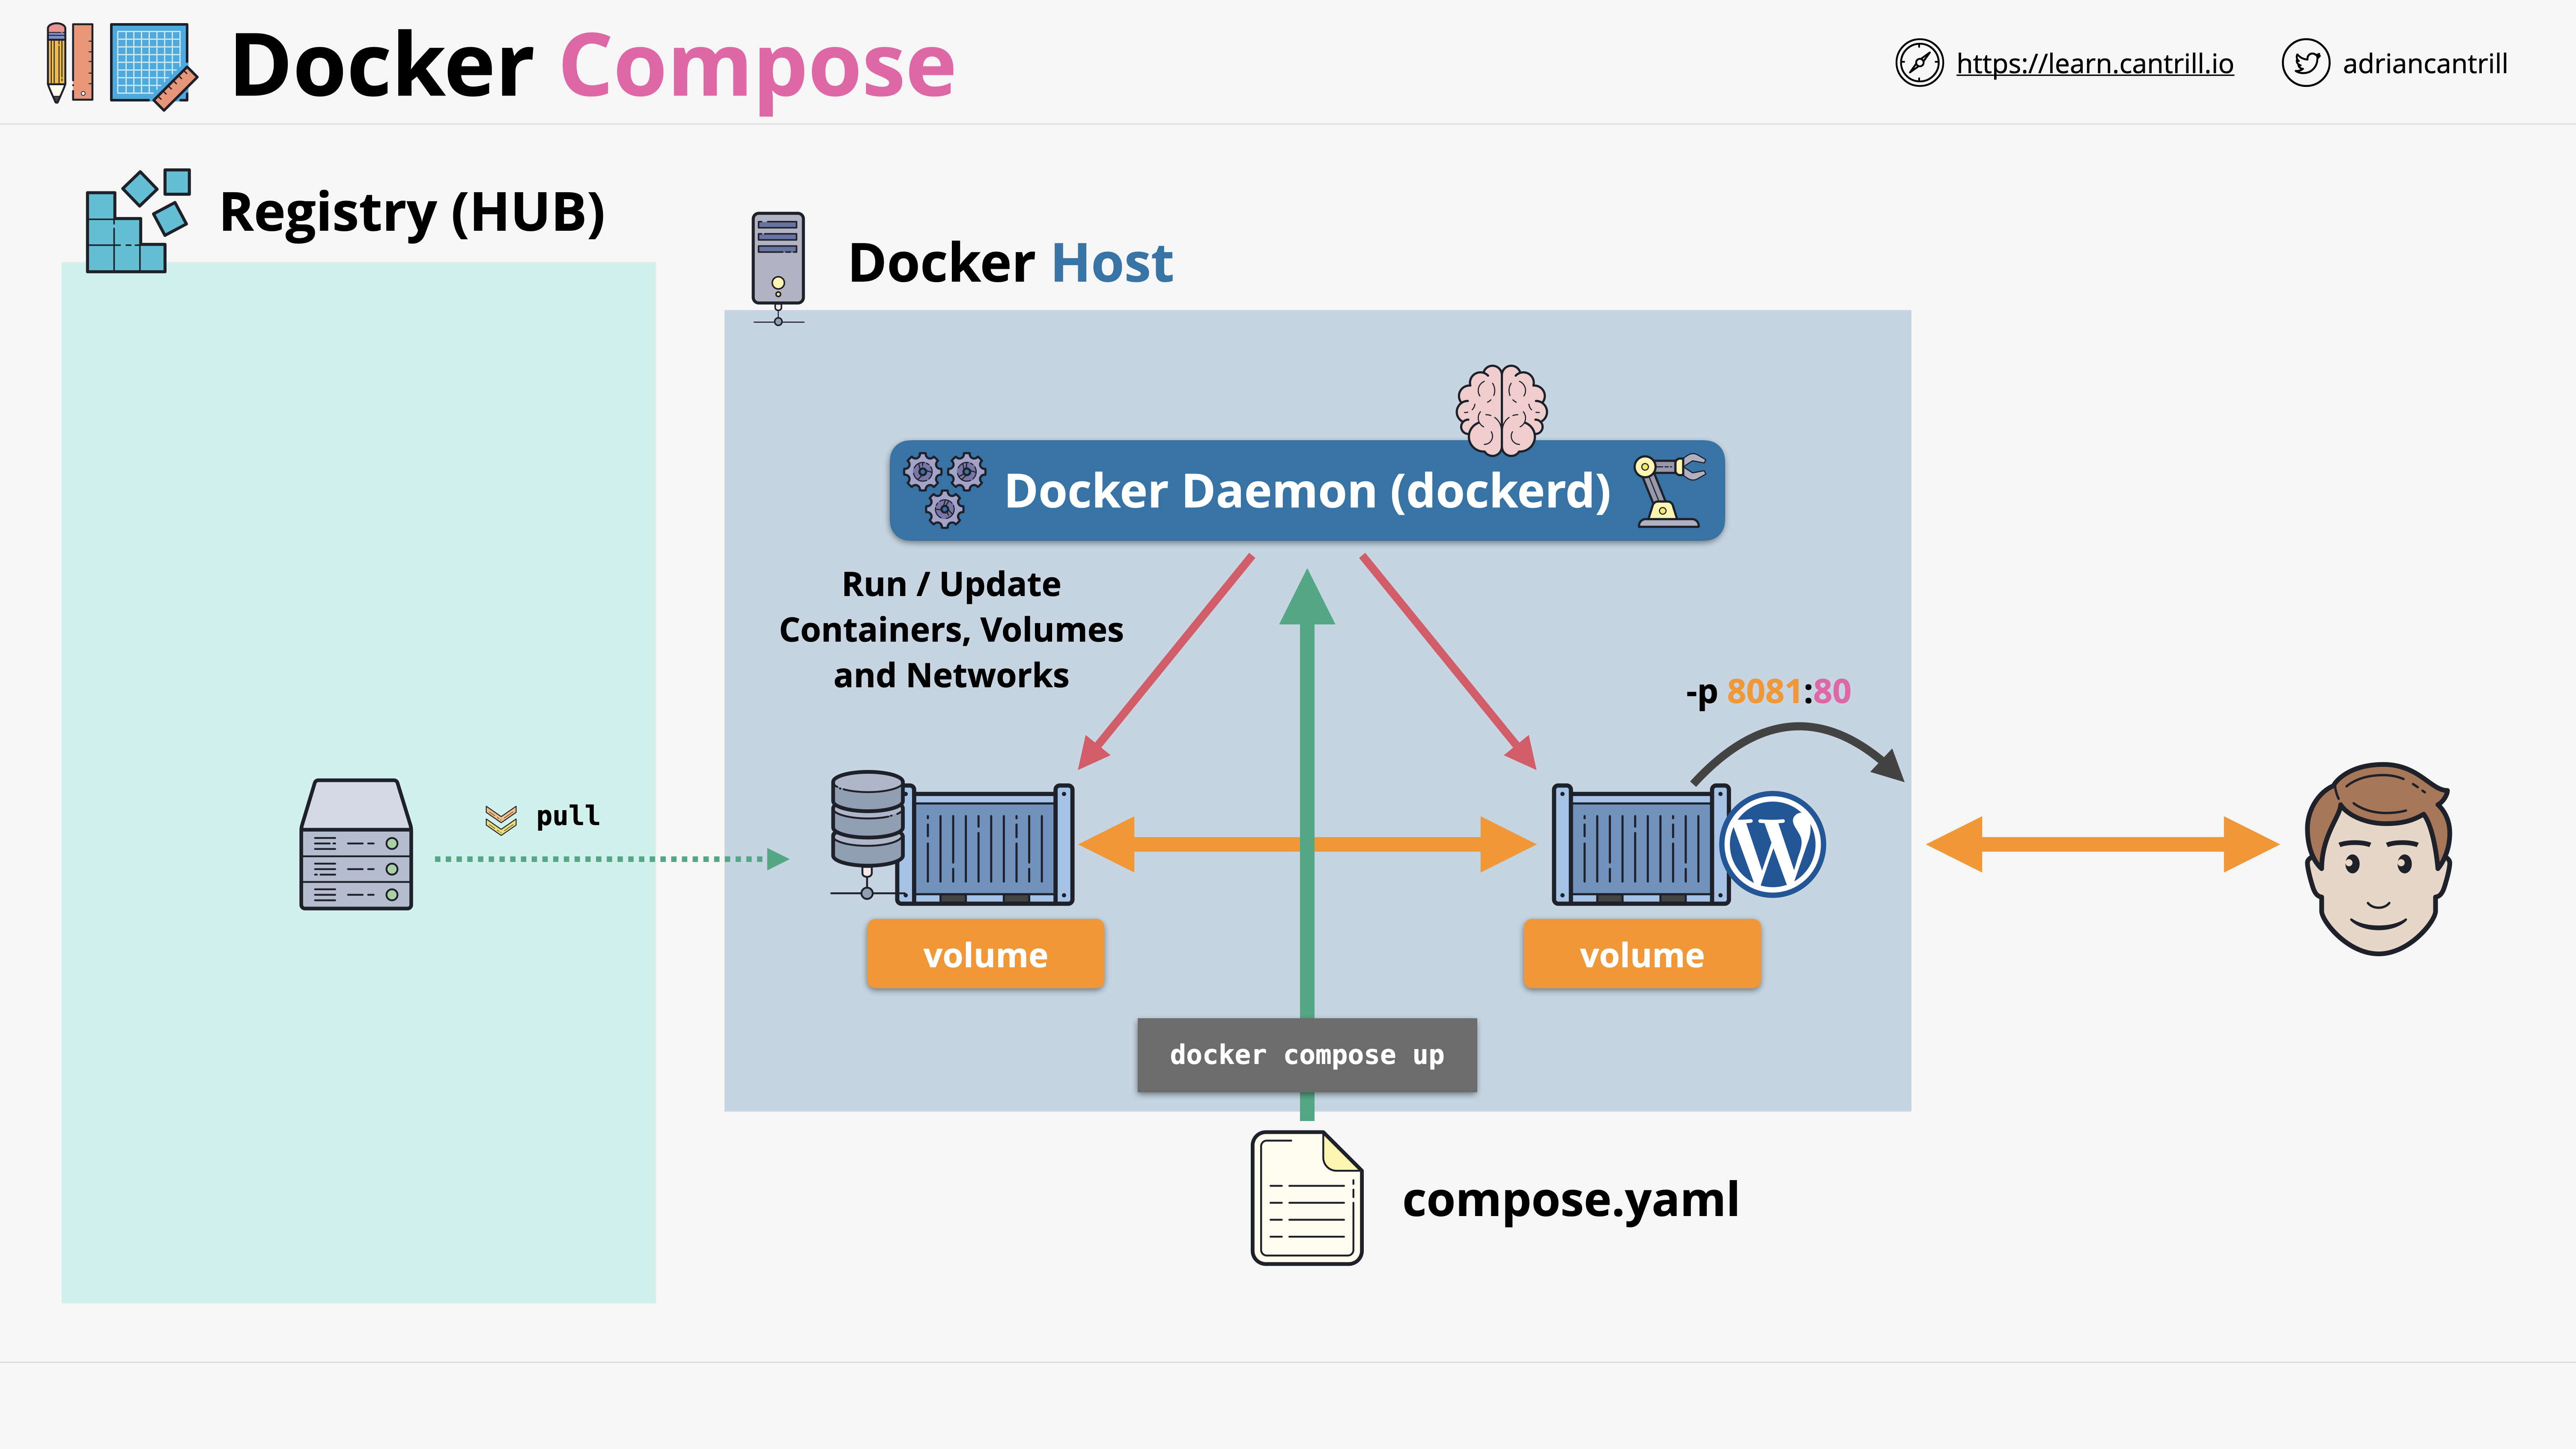 Docker Compose
https://learn.cantrill.io
adriancantrill
Registry (HUB)
Docker Host
Docker Daemon (dockerd)
Run / Update
Containers, Volumes
and Networks
-p 8081:80
pull
volume
volume
docker compose up
compose.yaml